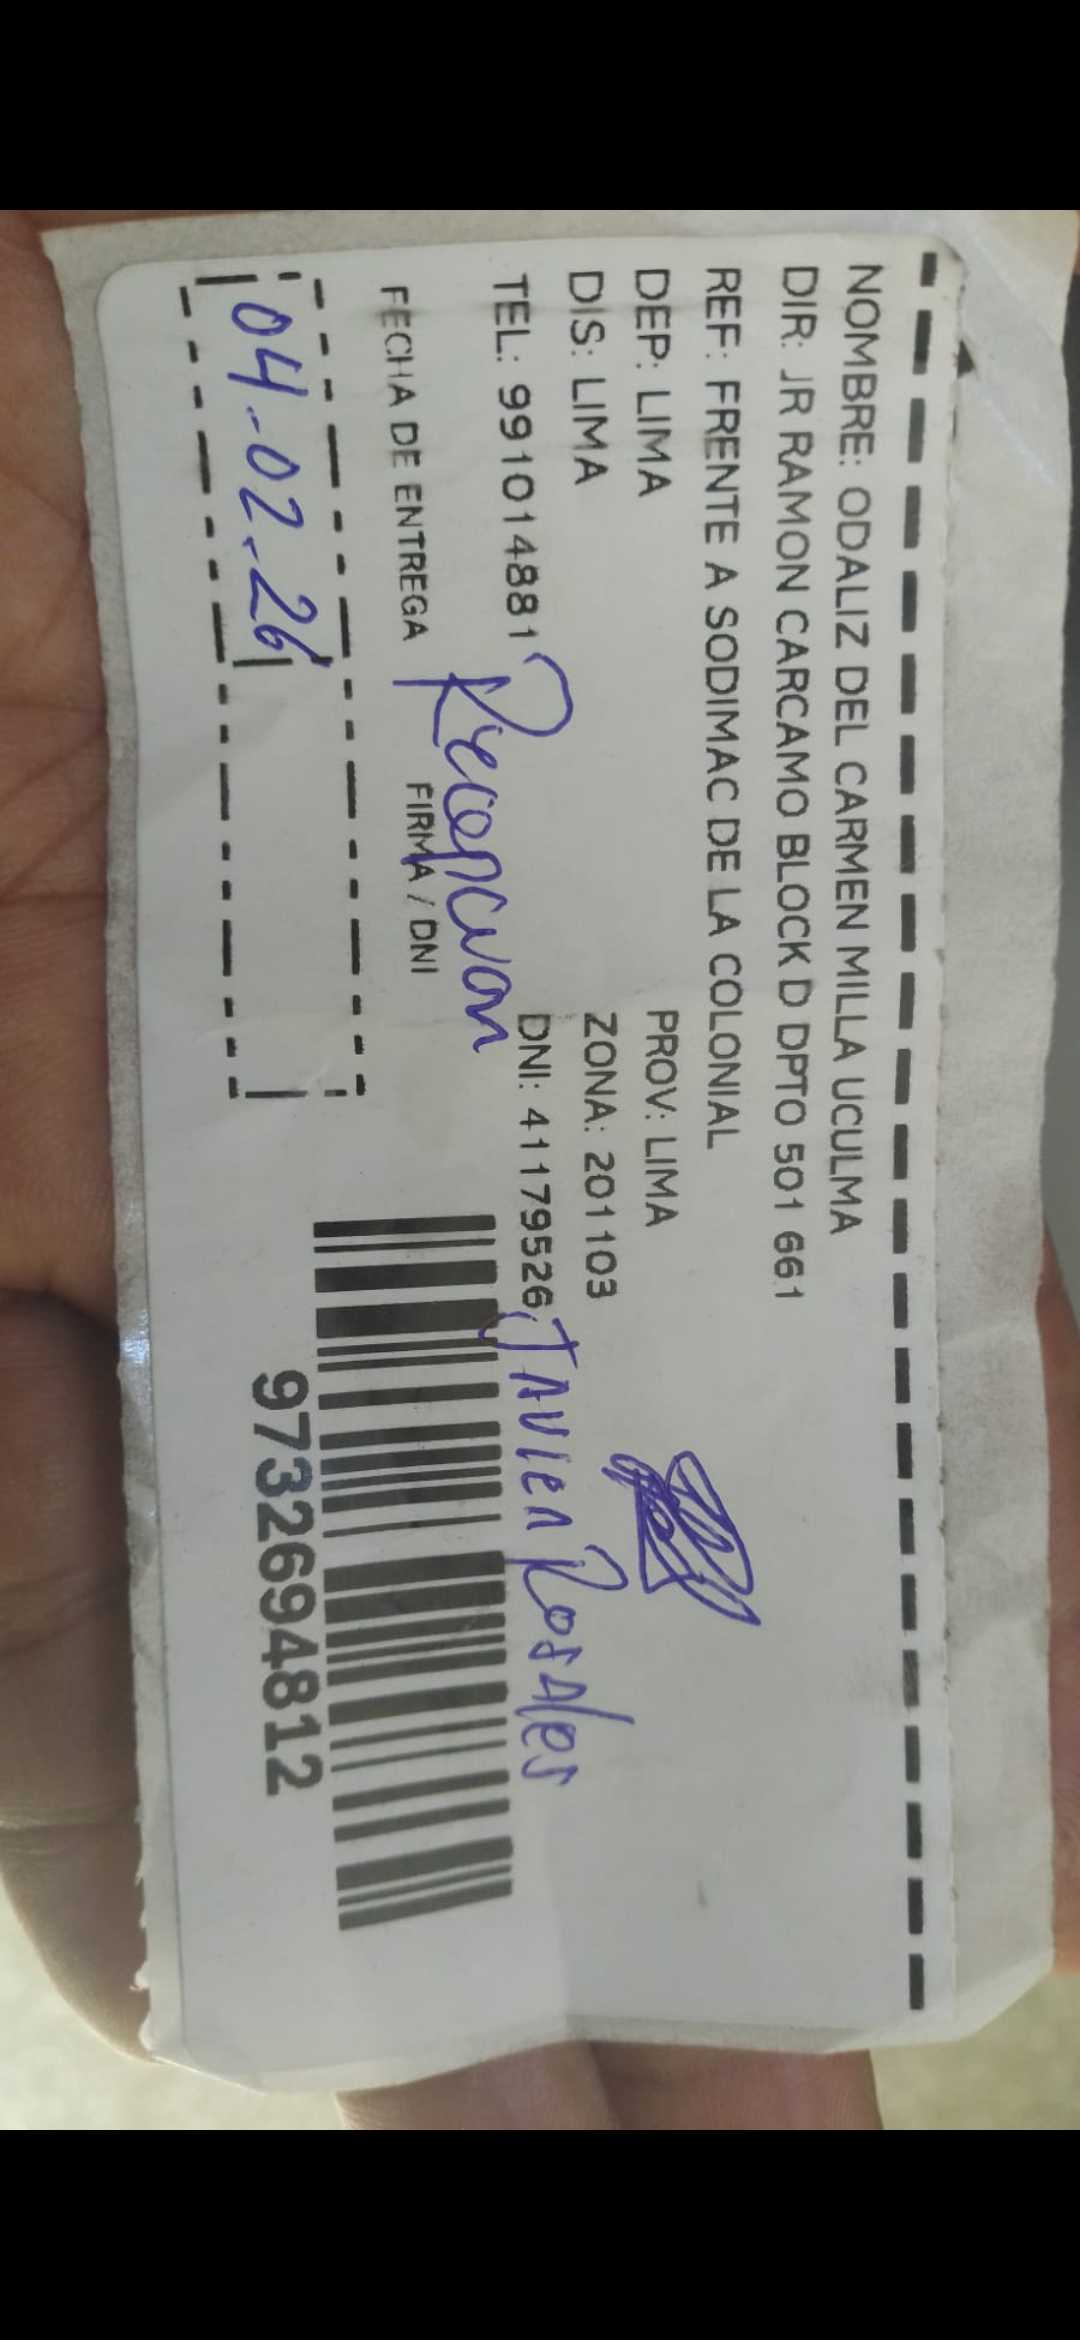 NOMBRE: ODALIZ DEL CARMEN MILLA UCULMA
DIR: JR RAMON CARCAMO BLOCK D DPTO 501 661
REF: FRENTE A SODIMAC DE LA COLONIAL
DEP: LIMA PROV: LIMA
DIS: LIMA ZONA: 201103
TEL: 991014881 DNI: 41179526
Recepcion Javier Rosales
FECHA DE ENTREGA FIRMA / DNI
04-02-26
9732694812